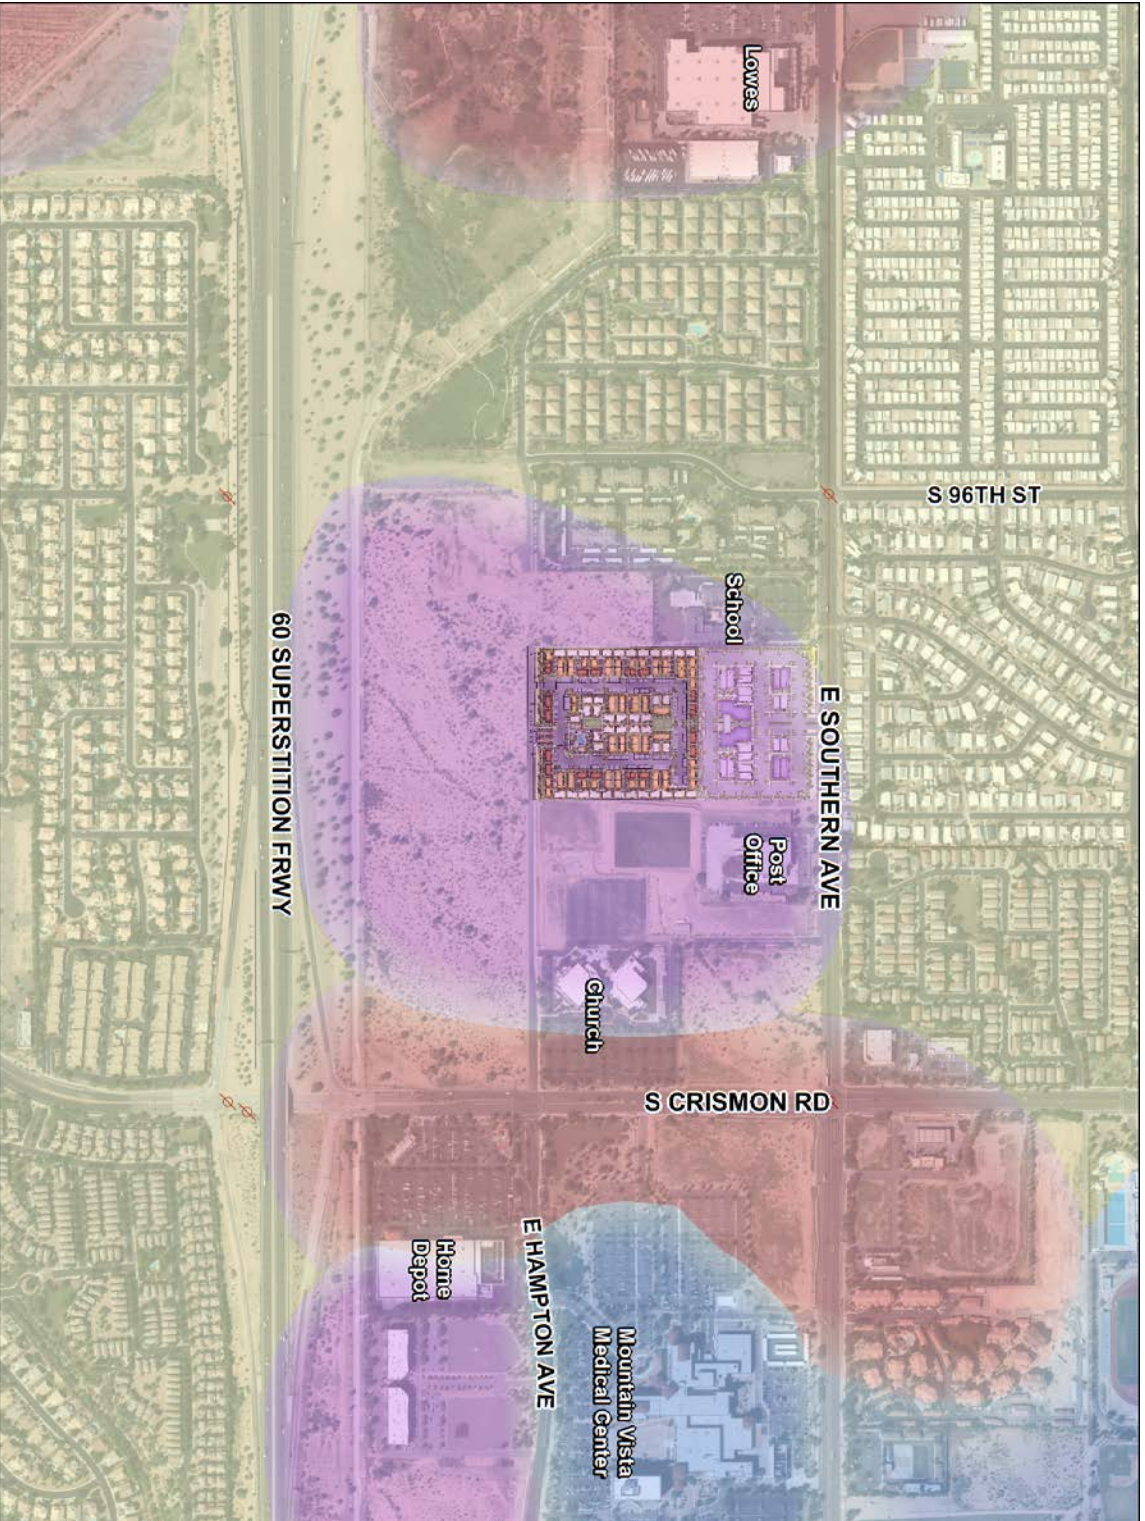 Lowes
S 96TH ST
School
E SOUTHERN AVE
60 SUPERSTITION FRWY
Post
Office
Church
S CRISMON RD
E HAMPTON AVE
Home
Depot
Mountain Vista
Medical Center